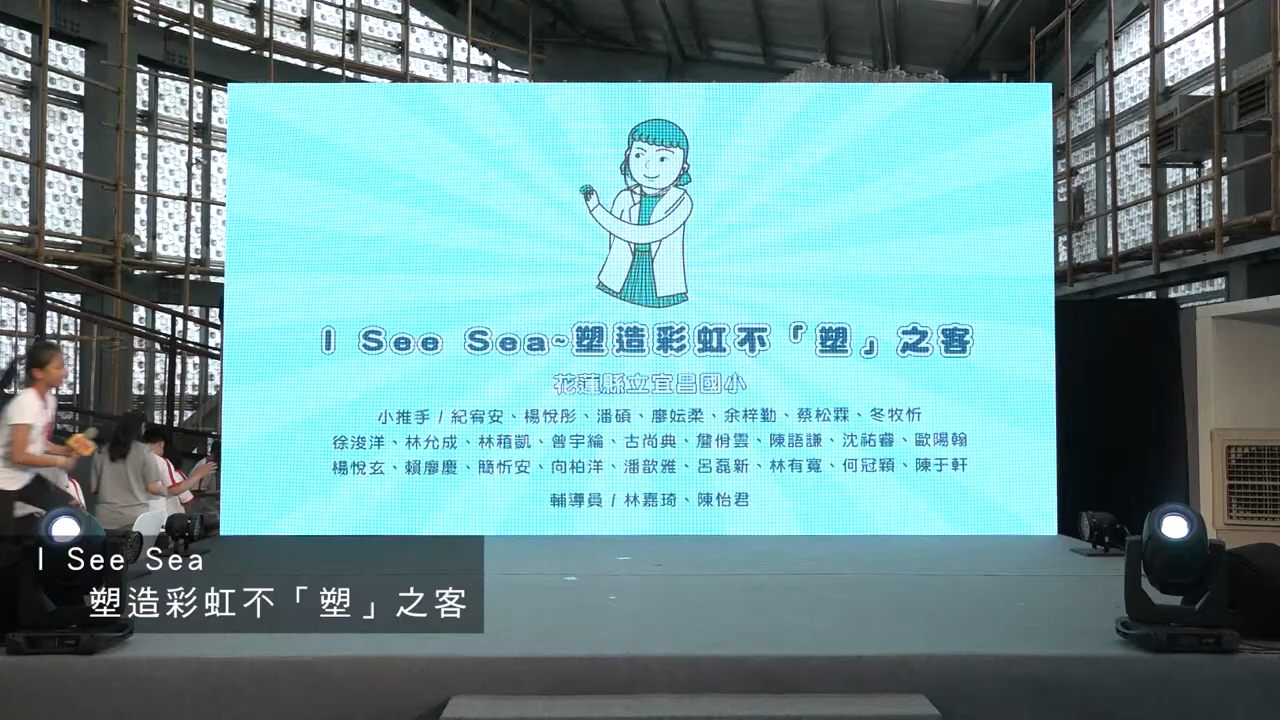 I See Sea~塑造彩虹不「塑」之客
花蓮縣立宜昌國小
小推手 / 紀宥安、楊悅彤、潘碩、廖妘柔、余梓勤、蔡松霖、冬牧忻
徐浚洋、林允成、林稙凱、曾宇綸、古尚典、詹佾雲、陳語謙、沈祐睿、歐陽翰
楊悅玄、賴廖慶、簡忻安、向柏洋、潘歆雅、呂磊新、林有寬、何冠穎、陳于軒
輔導員 / 林嘉琦、陳怡君
I See Sea
塑造彩虹不「塑」之客